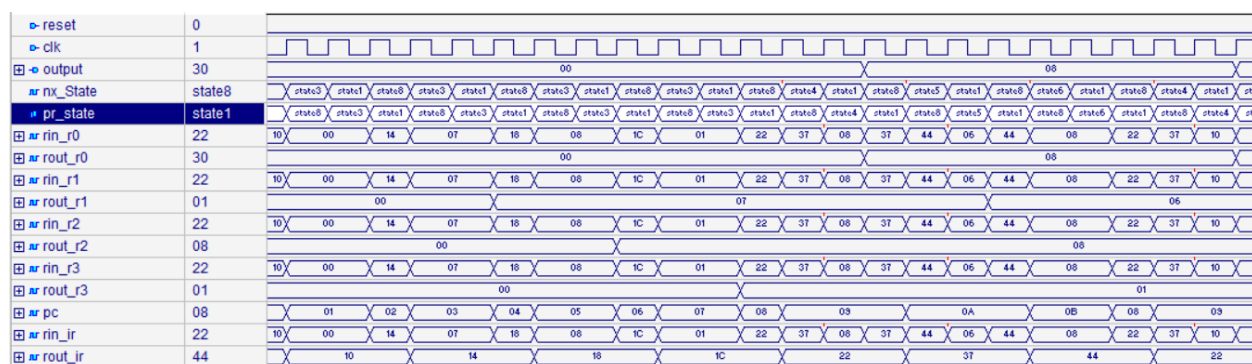 reset 0
clk 1
output 30 00 08
nx_State state8 state3 state1 state8 state3 state1 state8 state3 state1 state8 state3 state1 state8 state4 state1 state8 state5 state1 state8 state6 state1 state8 state4 state1
pr_state state1 state8 state3 state1 state8 state3 state1 state8 state3 state1 state8 state3 state1 state8 state4 state1 state8 state5 state1 state8 state6 state1 state8 state4
rin_r0 22 10 00 14 07 18 08 1C 01 22 37 08 37 44 06 44 08 22 37 10
rout_r0 30 00 08
rin_r1 22 10 00 14 07 18 08 1C 01 22 37 08 37 44 06 44 08 22 37 10
rout_r1 01 00 07 06
rin_r2 22 10 00 14 07 18 08 1C 01 22 37 08 37 44 06 44 08 22 37 10
rout_r2 08 00 08
rin_r3 22 10 00 14 07 18 08 1C 01 22 37 08 37 44 06 44 08 22 37 10
rout_r3 01 00 01
pc 08 01 02 03 04 05 06 07 08 09 0A 0B 08 09
rin_ir 22 10 00 14 07 18 08 1C 01 22 37 08 37 44 06 44 08 22 37 10
rout_ir 44 10 14 18 1C 22 37 44 22